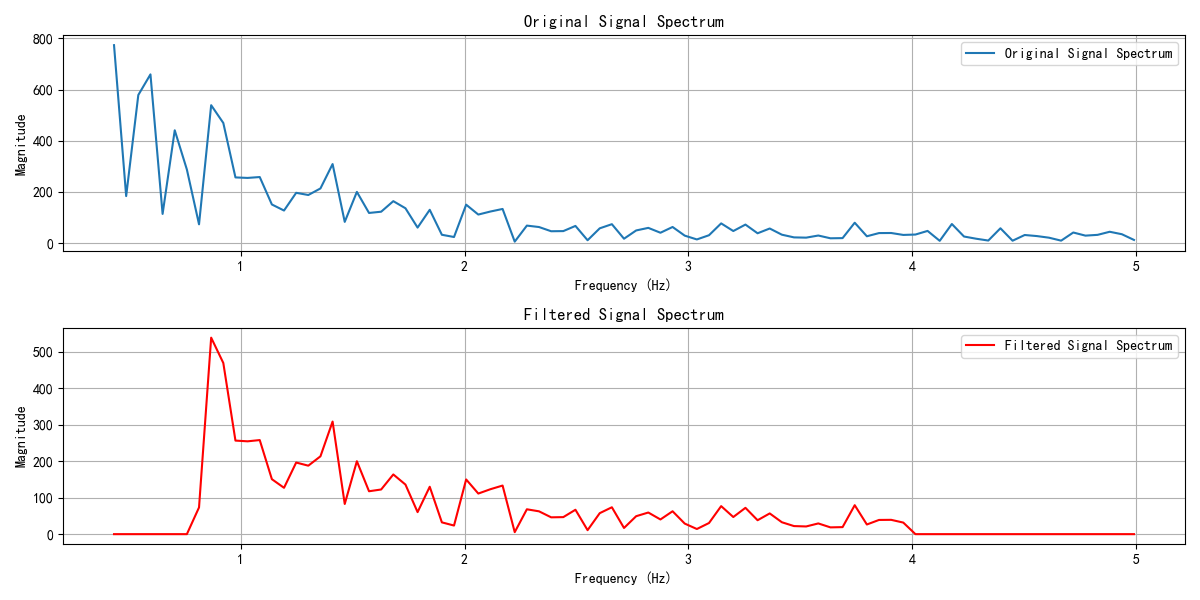 Original Signal Spectrum
800
600
400
200
0
Magnitude
Original Signal Spectrum
1 2 3 4 5
Frequency (Hz)
Filtered Signal Spectrum
500
400
300
200
100
0
Magnitude
Filtered Signal Spectrum
1 2 3 4 5
Frequency (Hz)